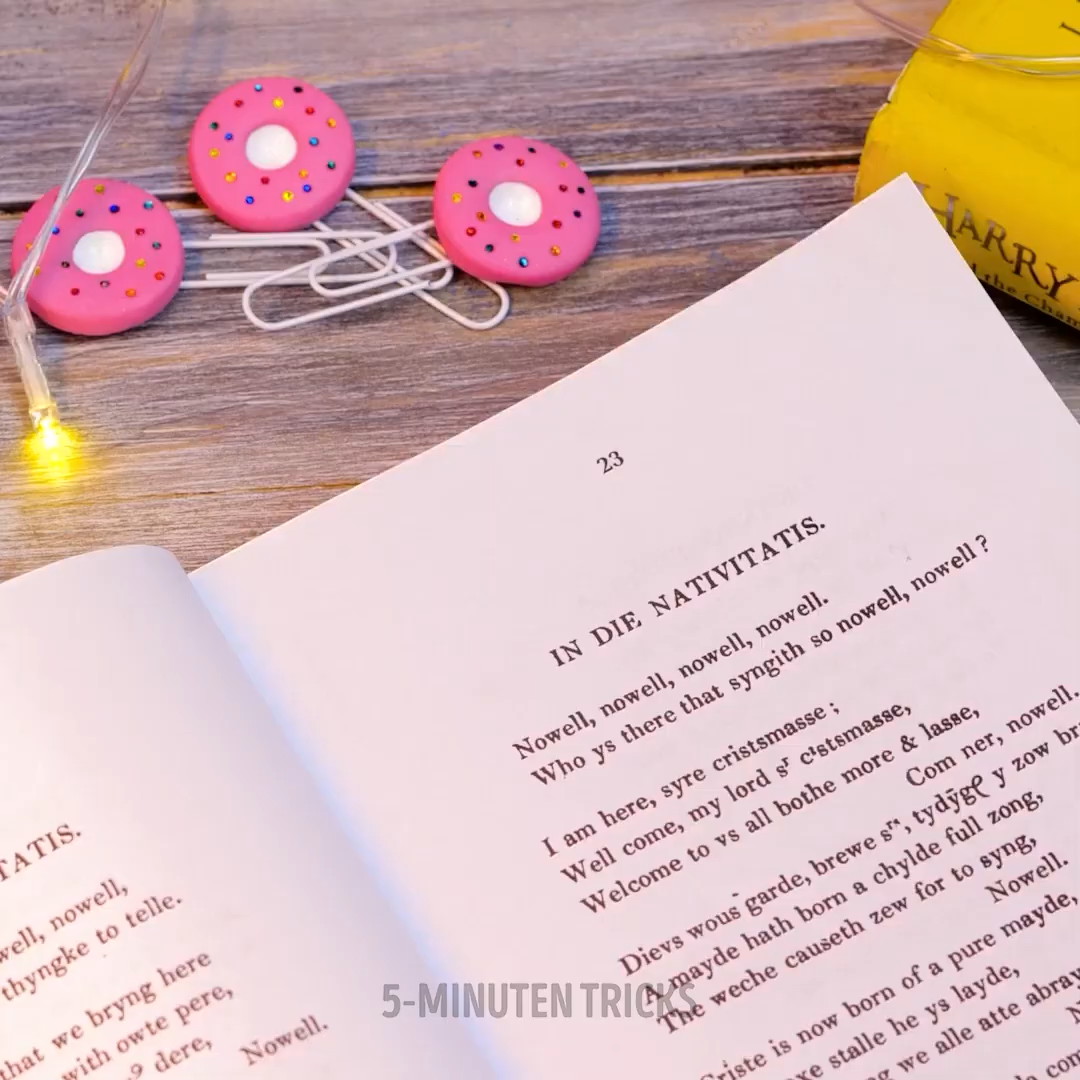 HARRY
23
IN DIE NATIVITATIS.
Nowell, nowell, nowell, nowell.
Who ys there that syngith so nowell, nowell, nowell ?
I am here, syre cristsmasse ;
Well come, my lord sʳ cʳstsmasse,
Welcome to vs all bothe more & lasse,
Com ner, nowell.
Dievs wous garde, brewe sʳˢ, y zow
A mayde hath born a chylde full zong,
The weche causeth zew for to syng,
Nowell.
Criste is now born of a pure mayde,
oxe stalle he ys layde,
we alle atte
TATIS.
well, nowell,
thyngke to telle.
that we bryng here
with owte pere,
dere,
Nowell.
5-MINUTEN TRICKS